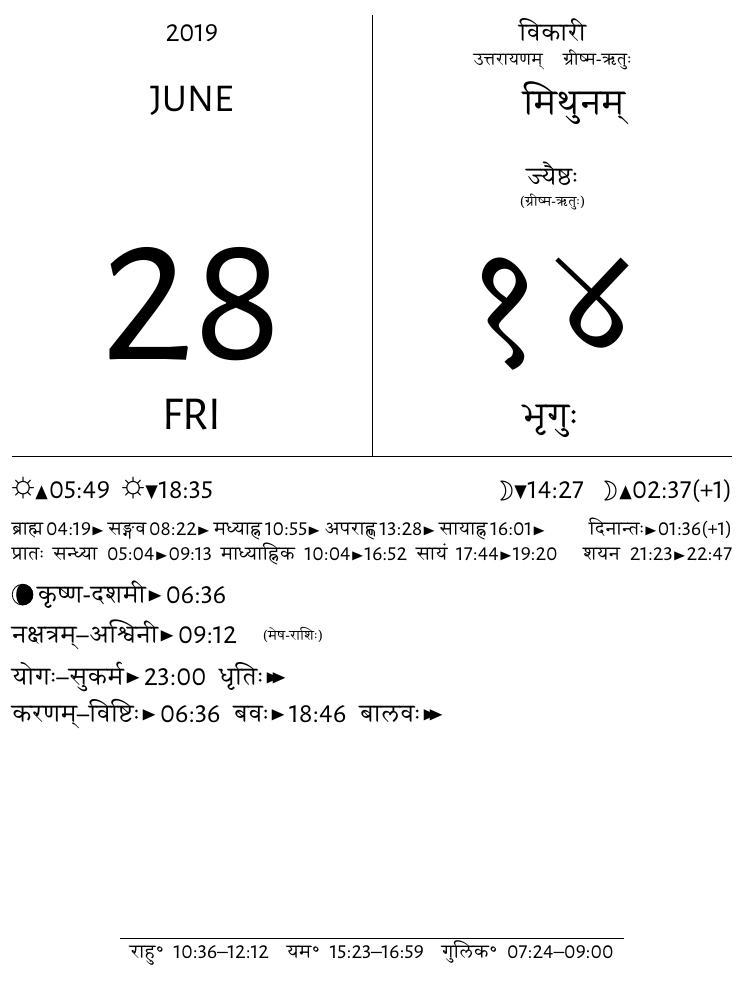 2019
JUNE
28
FRI
विकारी
उत्तरायणम् ग्रीष्म-ऋतुः
मिथुनम्
ज्यैष्ठः
(ग्रीष्म-ऋतुः)
१४
भृगुः
☼▲05:49 ☼▼18:35 ☽▼14:27 ☽▲02:37(+1)
ब्राह्म 04:19► सङ्गव 08:22► मध्याह्न 10:55► अपराह्ण 13:28► सायाह्न 16:01► दिनान्तः►01:36(+1)
प्रातः सन्ध्या 05:04►09:13 माध्याह्निक 10:04►16:52 सायं 17:44►19:20 शयन 21:23►22:47
कृष्ण-दशमी► 06:36
नक्षत्रम्–अश्विनी► 09:12 (मेष-राशिः)
योगः–सुकर्म► 23:00 धृतिः►►
करणम्–विष्टिः► 06:36 बवः►18:46 बालवः►►
राहु° 10:36–12:12 यम° 15:23–16:59 गुलिक° 07:24–09:00